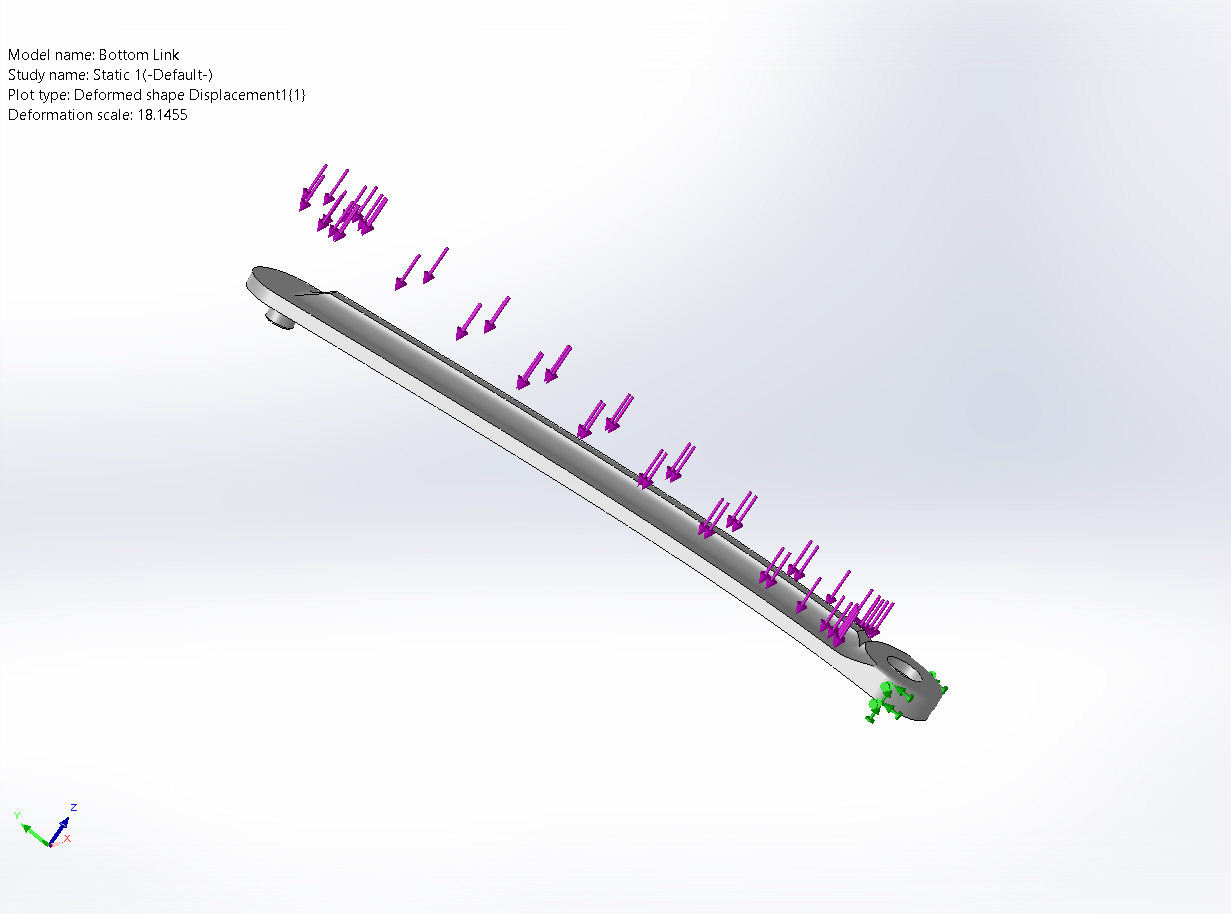 Model name: Bottom Link
Study name: Static 1(-Default-)
Plot type: Deformed shape Displacement1{1}
Deformation scale: 18.1455
Z
Y
X